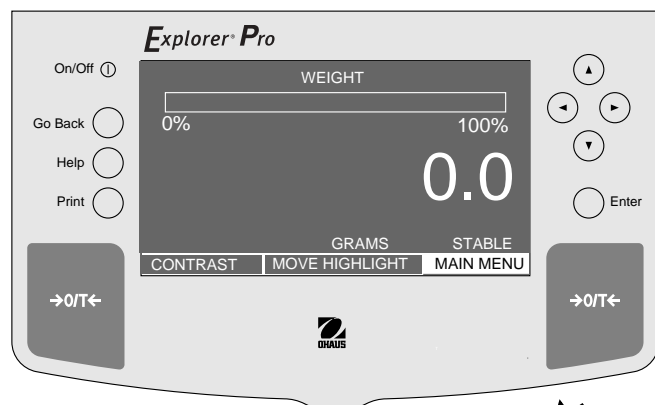 Explorer® Pro
On/Off
WEIGHT
0% 100%
Go Back
Help
Print
0.0
Enter
GRAMS STABLE
CONTRAST MOVE HIGHLIGHT MAIN MENU
→0/T←
→0/T←
OHAUS